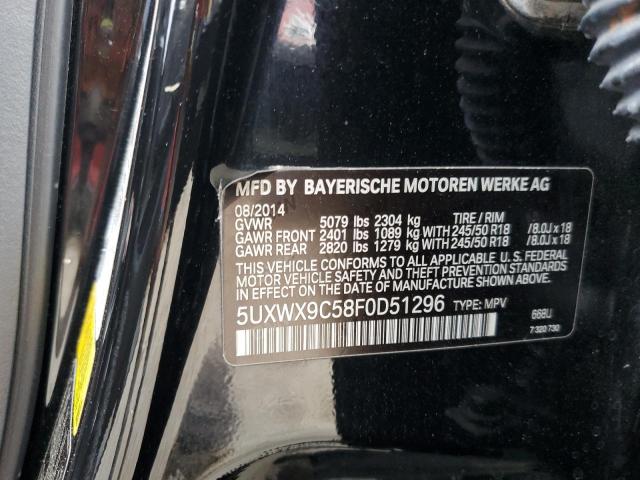 MFD BY BAYERISCHE MOTOREN WERKE AG
08/2014
GVWR 5079 lbs 2304 kg TIRE / RIM
GAWR FRONT 2401 lbs 1089 kg WITH 245/50 R18 /8.0J x 18
GAWR REAR 2820 lbs 1279 kg WITH 245/50 R18 /8.0J x 18
THIS VEHICLE CONFORMS TO ALL APPLICABLE U.S. FEDERAL
MOTOR VEHICLE SAFETY AND THEFT PREVENTION STANDARDS
IN EFFECT ON THE DATE OF MANUFACTURE SHOWN ABOVE.
5UXWX9C58F0D51296 TYPE: MPV
668U
7 320 730